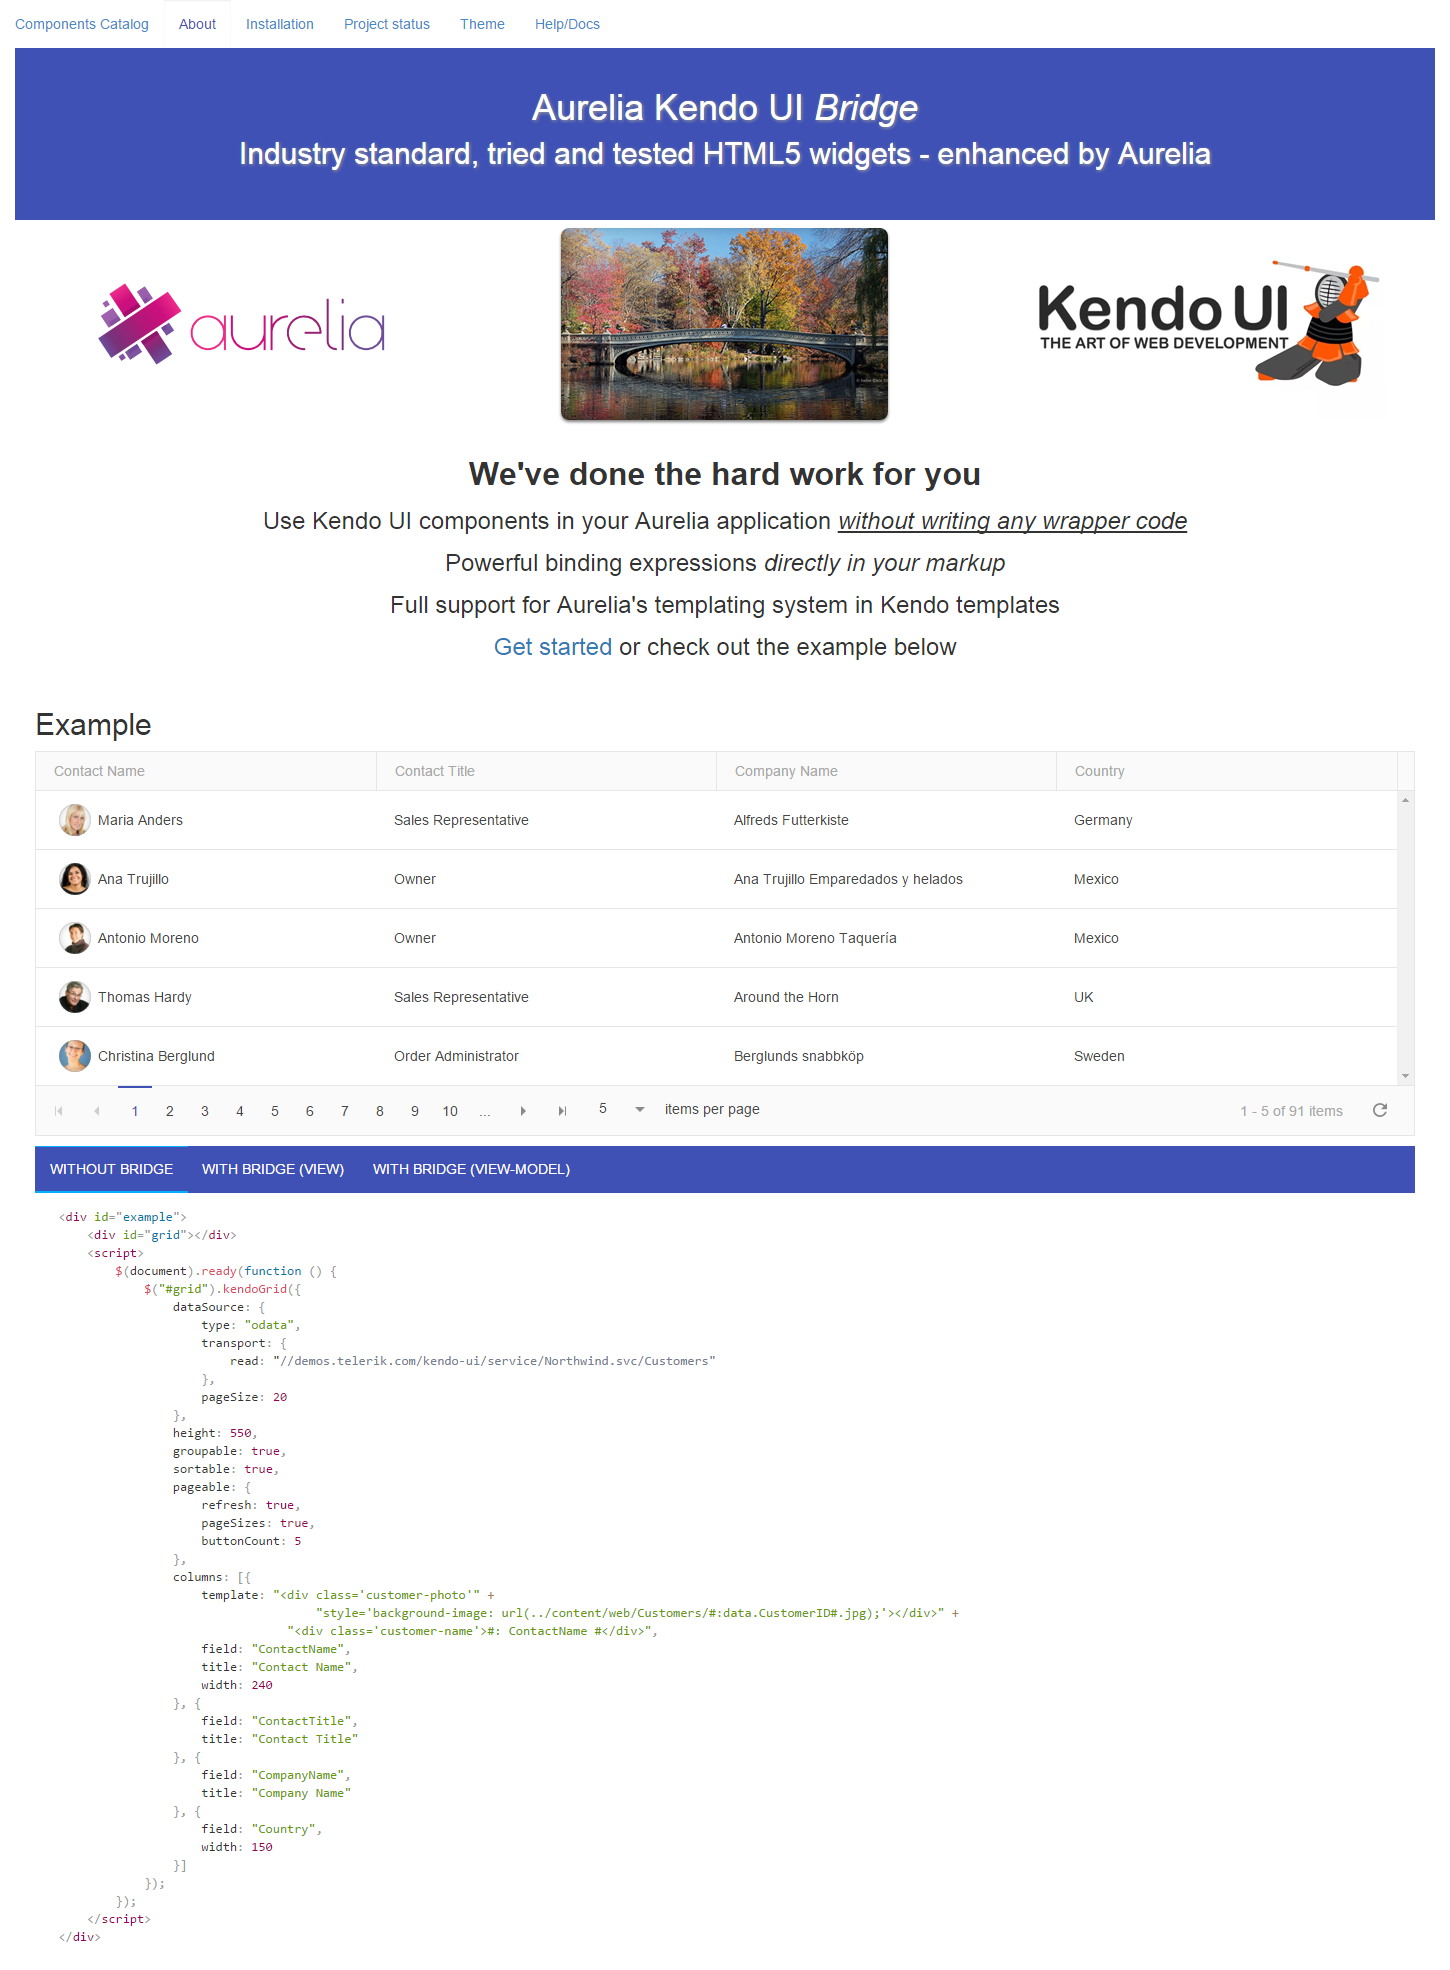 Components Catalog About Installation Project status Theme Help/Docs
Aurelia Kendo UI Bridge
Industry standard, tried and tested HTML5 widgets - enhanced by Aurelia
aurelia
Kendo UI
THE ART OF WEB DEVELOPMENT
We've done the hard work for you
Use Kendo UI components in your Aurelia application without writing any wrapper code
Powerful binding expressions directly in your markup
Full support for Aurelia's templating system in Kendo templates
Get started or check out the example below
Example
Contact Name Contact Title Company Name Country
Maria Anders Sales Representative Alfreds Futterkiste Germany
Ana Trujillo Owner Ana Trujillo Emparedados y helados Mexico
Antonio Moreno Owner Antonio Moreno Taquería Mexico
Thomas Hardy Sales Representative Around the Horn UK
Christina Berglund Order Administrator Berglunds snabbköp Sweden
1 2 3 4 5 6 7 8 9 10 ... 5 items per page 1 - 5 of 91 items
WITHOUT BRIDGE WITH BRIDGE (VIEW) WITH BRIDGE (VIEW-MODEL)
<div id="example">
<div id="grid"></div>
<script>
$(document).ready(function () {
$("#grid").kendoGrid({
dataSource: {
type: "odata",
transport: {
read: "//demos.telerik.com/kendo-ui/service/Northwind.svc/Customers"
},
pageSize: 20
},
height: 550,
groupable: true,
sortable: true,
pageable: {
refresh: true,
pageSizes: true,
buttonCount: 5
},
columns: [{
template: "<div class='customer-photo'" +
"style='background-image: url(../content/web/Customers/#:data.CustomerID#.jpg);'></div>" +
"<div class='customer-name'>#: ContactName #</div>",
field: "ContactName",
title: "Contact Name",
width: 240
}, {
field: "ContactTitle",
title: "Contact Title"
}, {
field: "CompanyName",
title: "Company Name"
}, {
field: "Country",
width: 150
}]
});
});
</script>
</div>